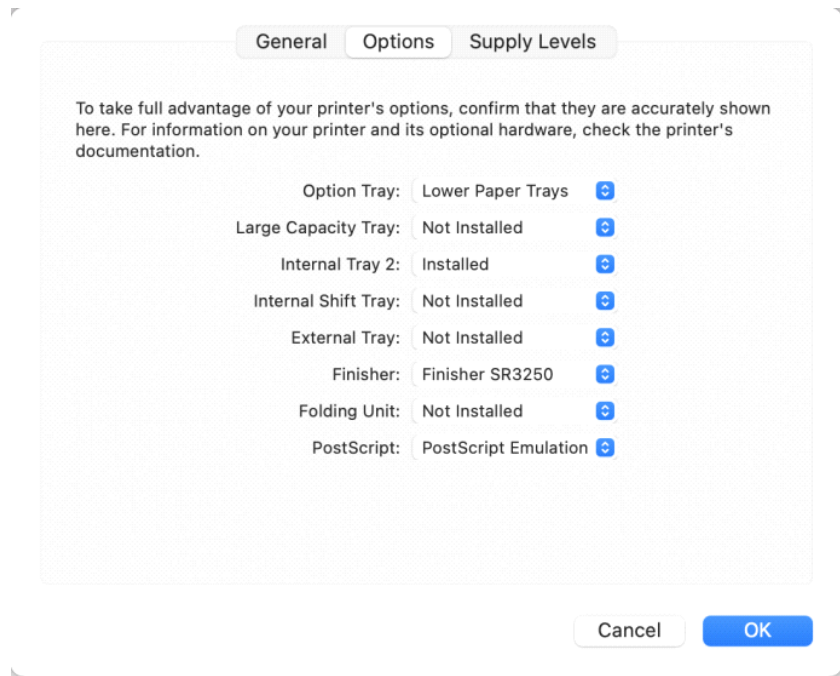 General Options Supply Levels
To take full advantage of your printer's options, confirm that they are accurately shown
here. For information on your printer and its optional hardware, check the printer's
documentation.
Option Tray: Lower Paper Trays
Large Capacity Tray: Not Installed
Internal Tray 2: Installed
Internal Shift Tray: Not Installed
External Tray: Not Installed
Finisher: Finisher SR3250
Folding Unit: Not Installed
PostScript: PostScript Emulation
Cancel OK